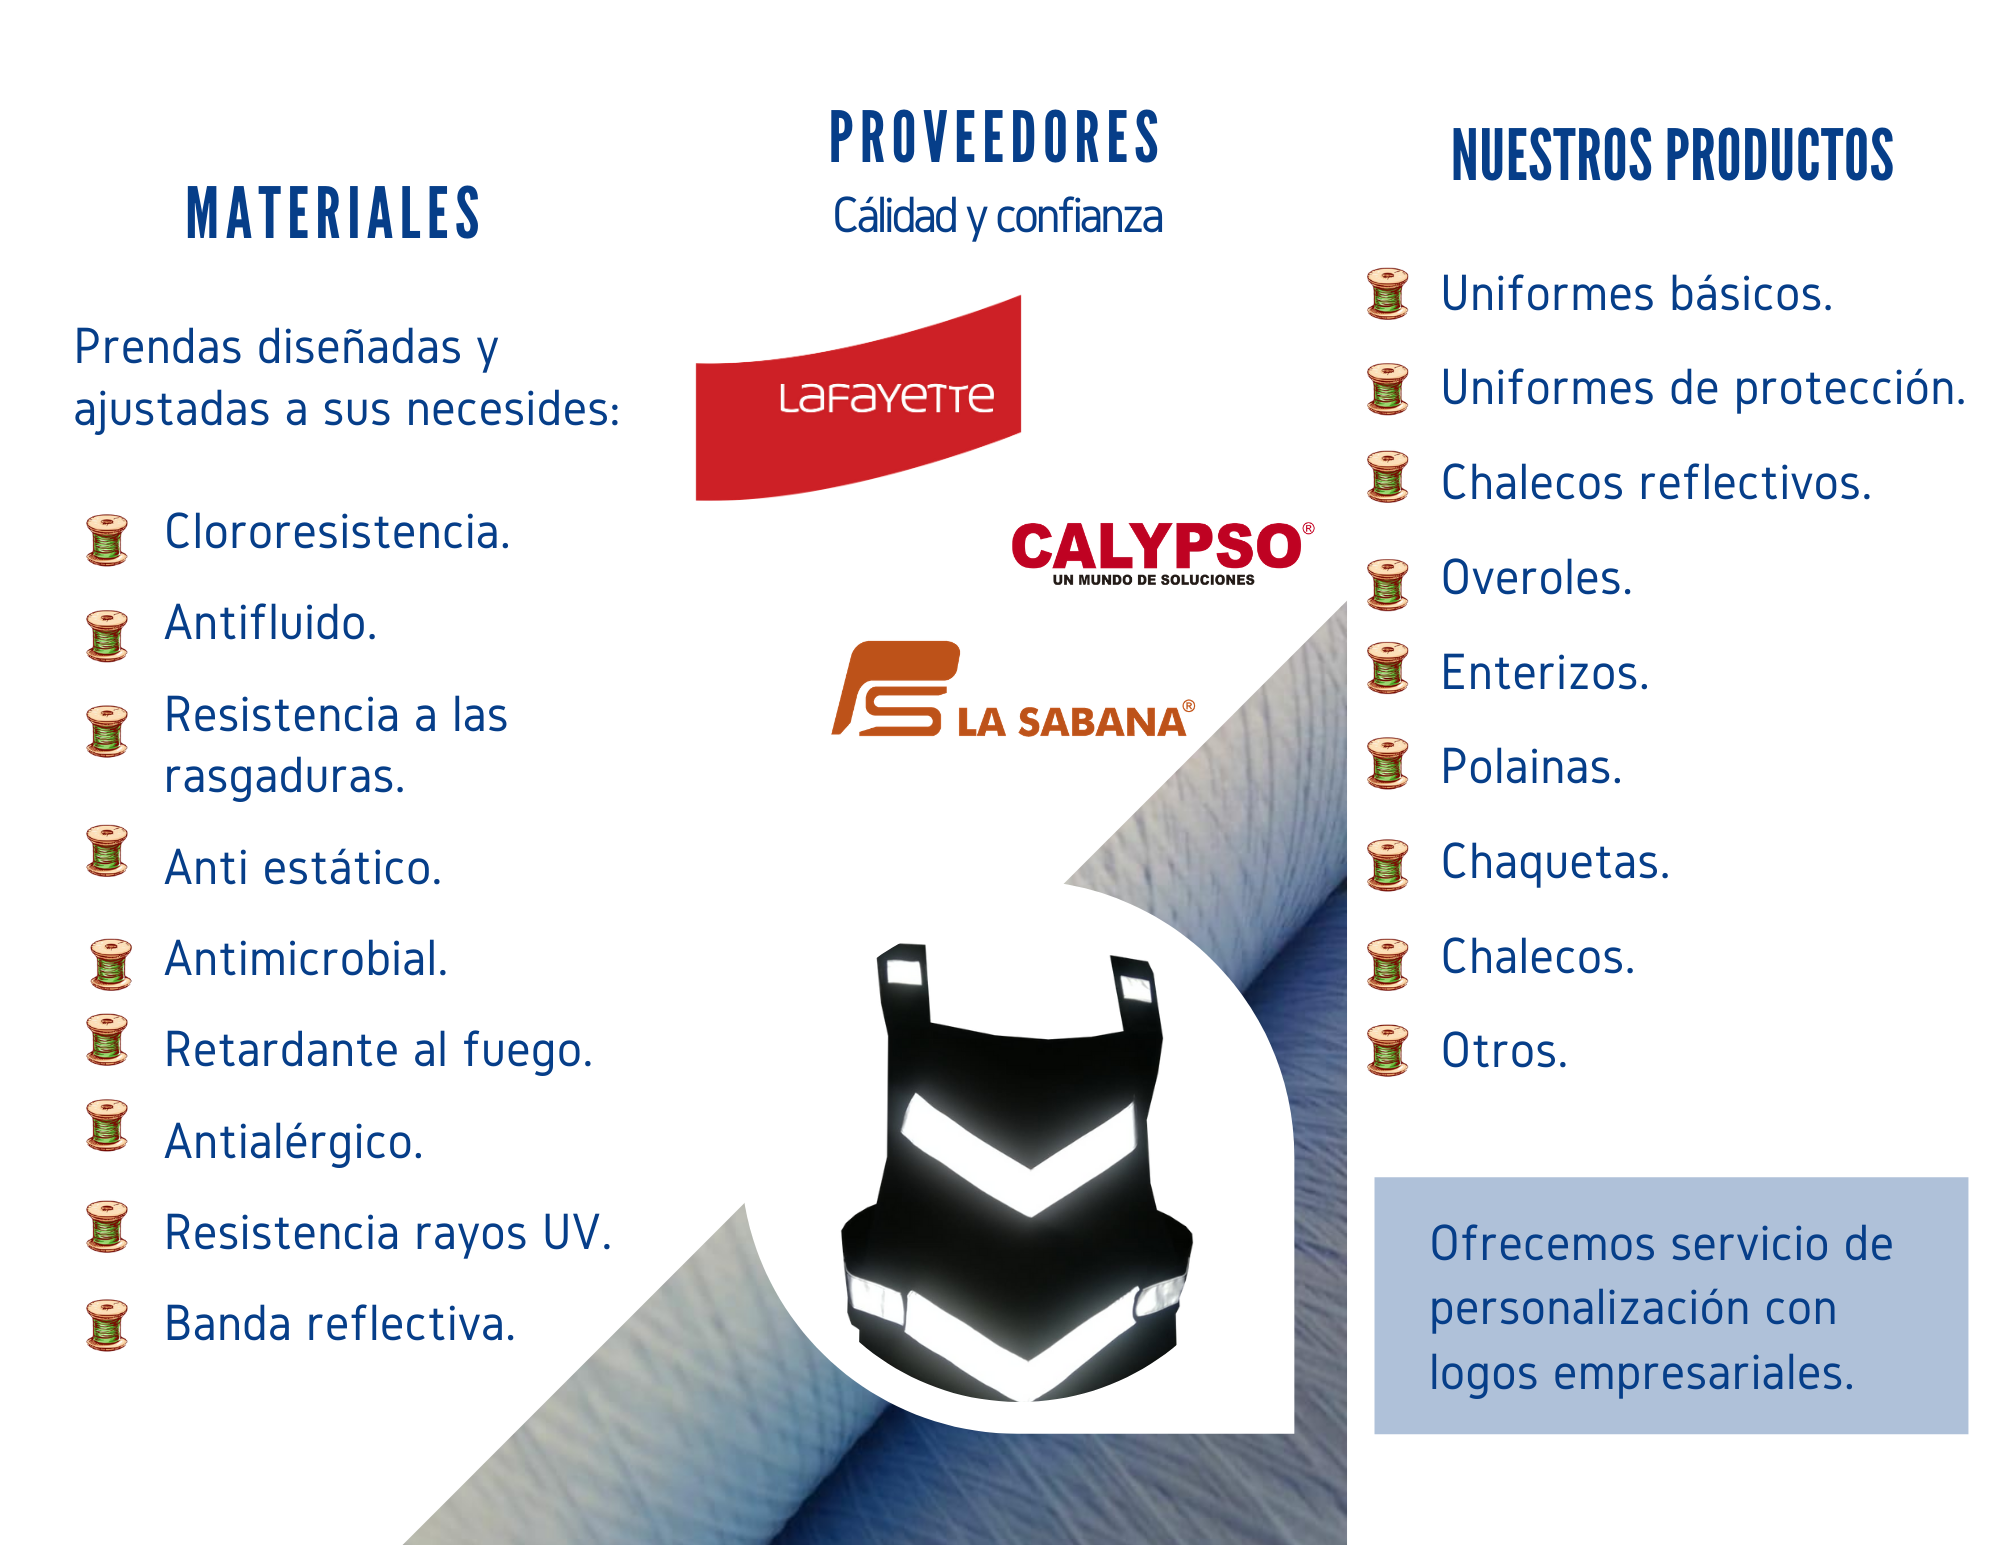 MATERIALES
Prendas diseñadas y
ajustadas a sus necesides:
Clororesistencia.
Antifluido.
Resistencia a las
rasgaduras.
Anti estático.
Antimicrobial.
Retardante al fuego.
Antialérgico.
Resistencia rayos UV.
Banda reflectiva.
PROVEEDORES
Cálidad y confianza
LaFaYeTTe
CALYPSO®
UN MUNDO DE SOLUCIONES
LA SABANA®
NUESTROS PRODUCTOS
Uniformes básicos.
Uniformes de protección.
Chalecos reflectivos.
Overoles.
Enterizos.
Polainas.
Chaquetas.
Chalecos.
Otros.
Ofrecemos servicio de
personalización con
logos empresariales.